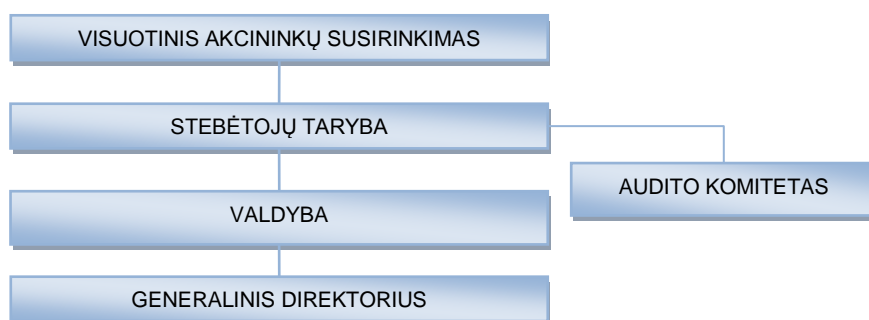 VISUOTINIS AKCININKŲ SUSIRINKIMAS
STEBĖTOJŲ TARYBA
AUDITO KOMITETAS
VALDYBA
GENERALINIS DIREKTORIUS